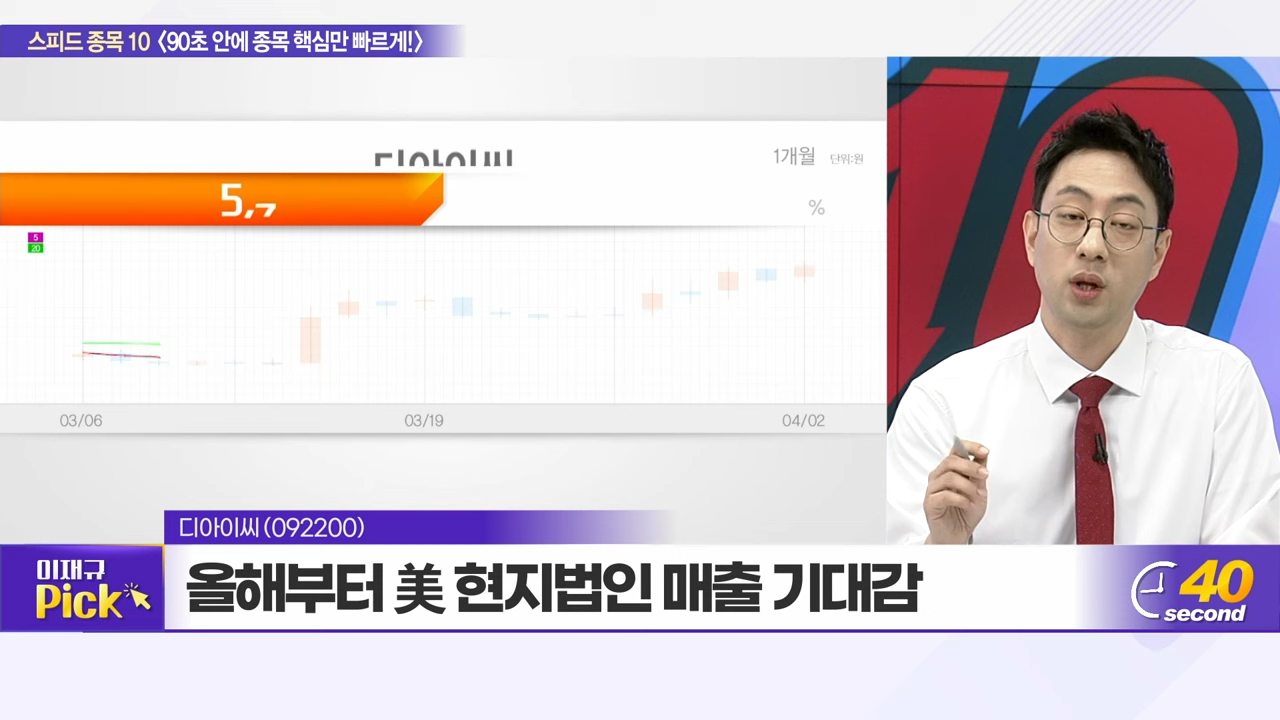 스피드 종목 10 <90초 안에 종목 핵심만 빠르게!>
1개월 단위:원
%
5
20
03/06 03/19 04/02
디아이씨(092200)
이재규
Pick
올해부터 美 현지법인 매출 기대감
40
second
10